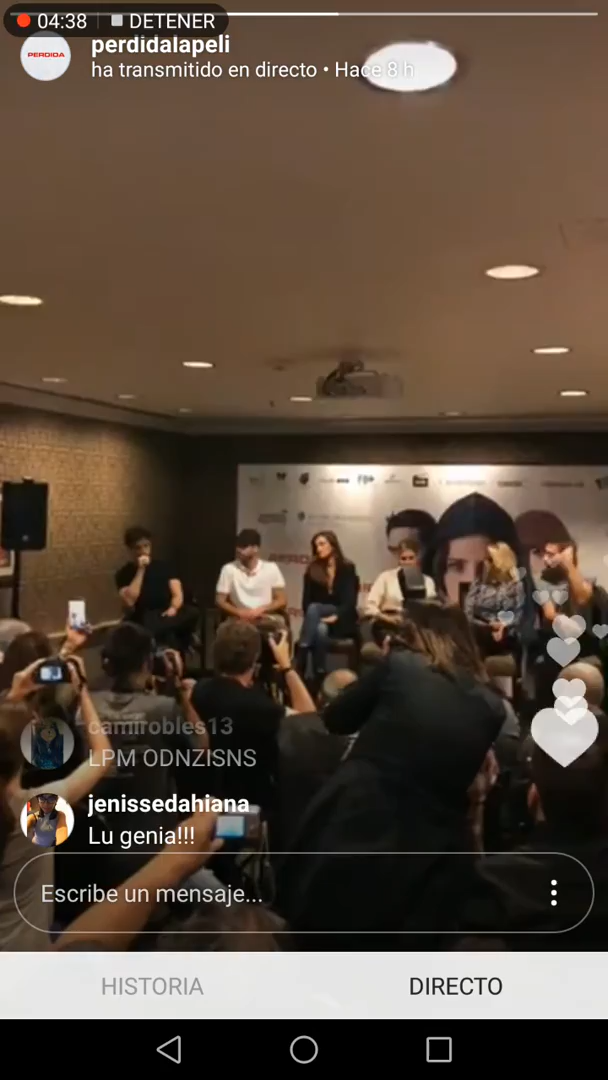 04:38
DETENER
PERDIDA
perdidalapeli
ha transmitido en directo • Hace 8 h
camirobles13
LPM ODNZISNS
jenissedahiana
Lu genia!!!
Escribe un mensaje...
HISTORIA
DIRECTO